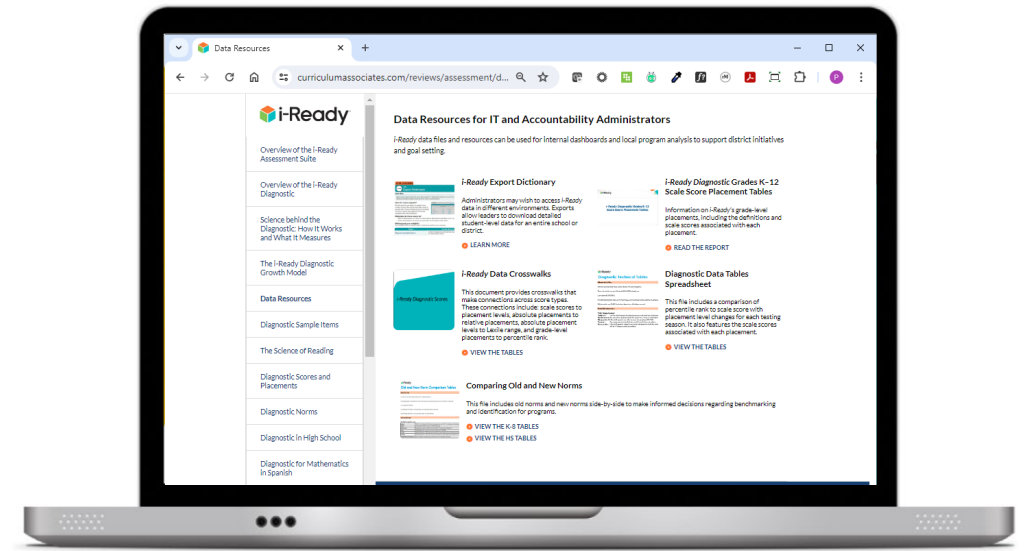 Data Resources
curriculumassociates.com/reviews/assessment/d...
P
i-Ready
Overview of the i-Ready
Assessment Suite
Overview of the i-Ready
Diagnostic
Science behind the
Diagnostic: How It Works
and What It Measures
The i-Ready Diagnostic
Growth Model
Data Resources
Diagnostic Sample Items
The Science of Reading
Diagnostic Scores and
Placements
Diagnostic Norms
Diagnostic in High School
Diagnostic for Mathematics
in Spanish
Data Resources for IT and Accountability Administrators
i-Ready data files and resources can be used for internal dashboards and local program analysis to support district initiatives
and goal setting.
i-Ready Export Dictionary
Administrators may wish to access i-Ready
data in different environments. Exports
allow leaders to download detailed
student-level data for an entire school or
district.
LEARN MORE
i-Ready Diagnostic Grades K–12
Scale Score Placement Tables
Information on i-Ready's grade-level
placements, including the definitions and
scale scores associated with each
placement.
READ THE REPORT
i-Ready Diagnostic Scores
i-Ready Data Crosswalks
This document provides crosswalks that
make connections across score types.
These connections include: scale scores to
placement levels, absolute placements to
relative placements, absolute placement
levels to Lexile range, and grade-level
placements to percentile rank.
VIEW THE TABLES
Diagnostic Data Tables
Spreadsheet
This file includes a comparison of
percentile rank to scale score with
placement level changes for each testing
season. It also features the scale scores
associated with each placement.
VIEW THE TABLES
Comparing Old and New Norms
This file includes old norms and new norms side-by-side to make informed decisions regarding benchmarking
and identification for programs.
VIEW THE K-8 TABLES
VIEW THE HS TABLES